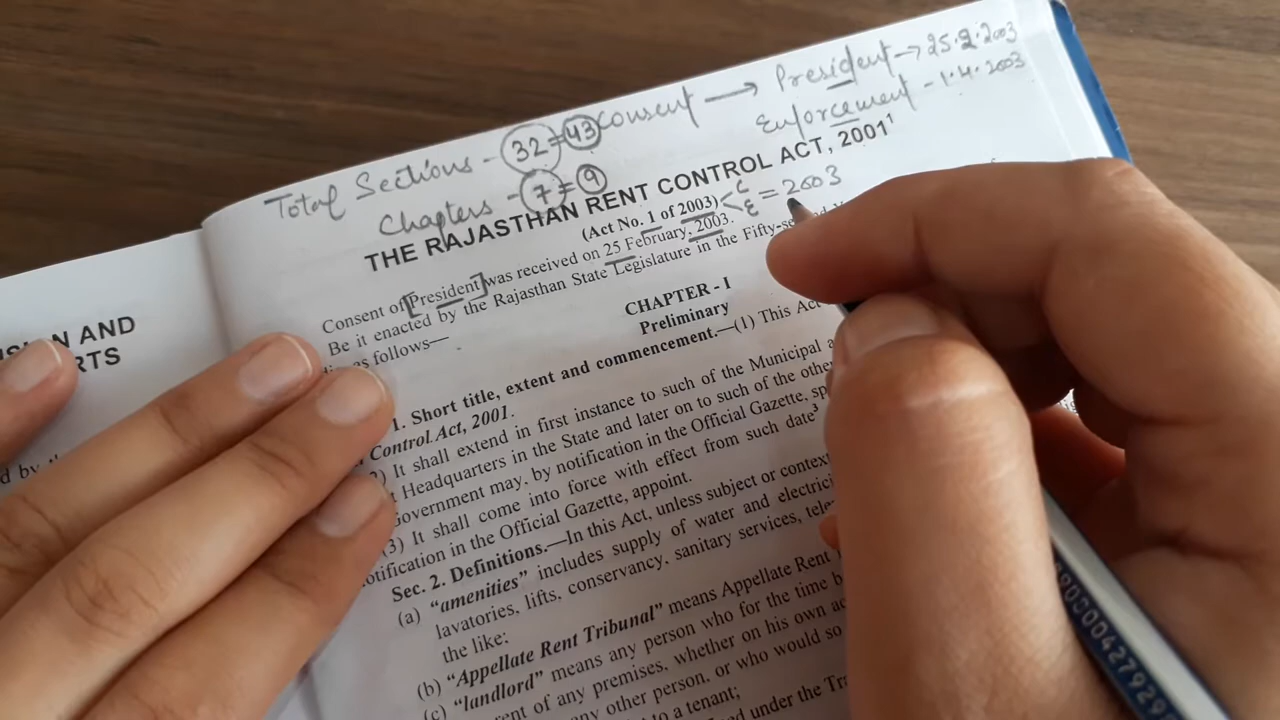 Consent → President → 25.2.2003
Enforcement - 1.4.2003
Total Sections - 32 = 43
Chapters - 7 = 9
THE RAJASTHAN RENT CONTROL ACT, 2001¹
(Act No. 1 of 2003) < C E = 2003
Consent of [President] was received on 25 February, 2003.
Be it enacted by the Rajasthan State Legislature in the
as follows—
CHAPTER - I
Preliminary
1. Short title, extent and commencement.—(1) This Act
Control Act, 2001.
It shall extend in first instance to such of the Municipal
Headquarters in the State and later on to such of the other
Government may, by notification in the Official Gazette,
(3) It shall come into force with effect from such date³
notification in the Official Gazette, appoint.
Sec. 2. Definitions.—In this Act, unless subject or context
(a) “amenities” includes supply of water and
lavatories, lifts, conservancy, sanitary services,
the like;
(b) “Appellate Rent Tribunal” means Appellate Rent
(c) “landlord” means any person who for the time
rent of any premises, whether on his own
any other person, or who would so
to a tenant;
under the
AND
RTS